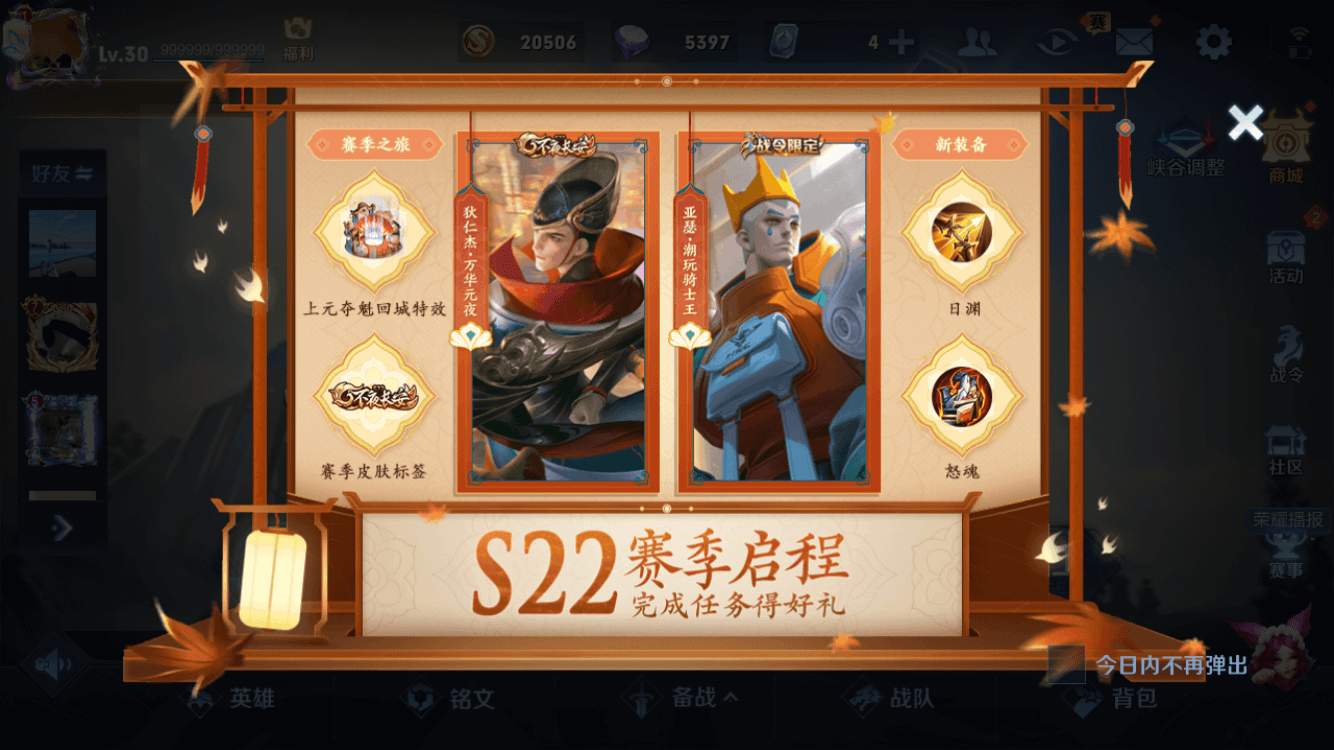 Lv.30
999999/999999
福利
20506
5397
4
赛
好友
赛季之旅
不夜长安
战令限定
新装备
峡谷调整
商城
狄仁杰·万华元夜
亚瑟·潮玩骑士王
2
活动
上元夺魁回城特效
日渊
战令
不夜长安
社区
赛季皮肤标签
怒魂
荣耀播报
赛事
S22赛季启程
完成任务得好礼
今日内不再弹出
英雄
铭文
备战
战队
背包